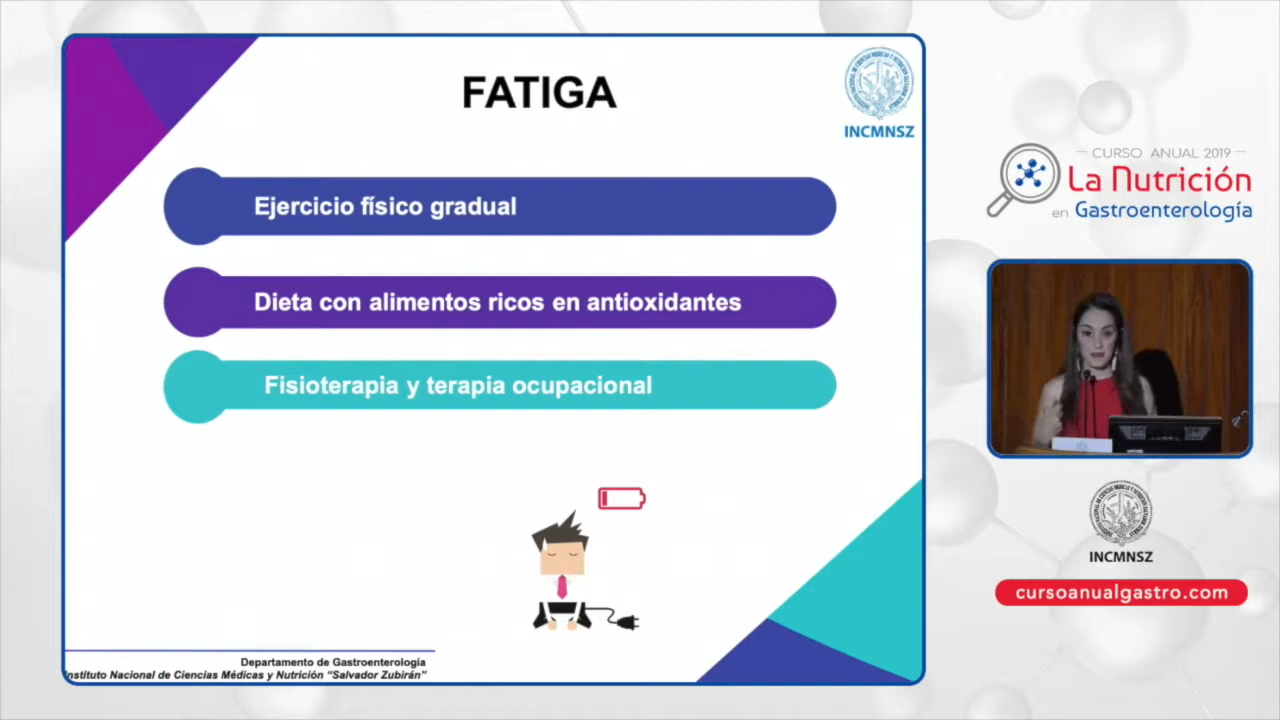 FATIGA
INCMNSZ
Ejercicio físico gradual
Dieta con alimentos ricos en antioxidantes
Fisioterapia y terapia ocupacional
Departamento de Gastroenterología
nstituto Nacional de Ciencias Médicas y Nutrición “Salvador Zubirán”
CURSO ANUAL 2019
La Nutrición
en Gastroenterología
INCMNSZ
cursoanualgastro.com